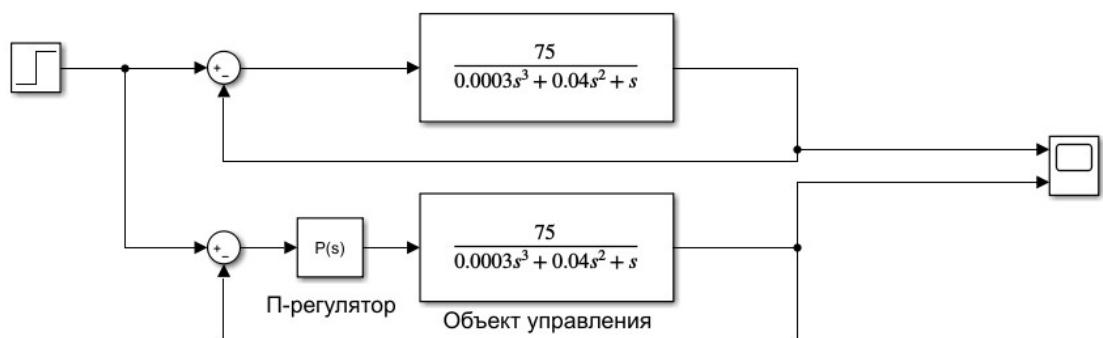 75
0.0003s³ + 0.04s² + s
+
−
P(s)
75
0.0003s³ + 0.04s² + s
+
−
П-регулятор
Объект управления